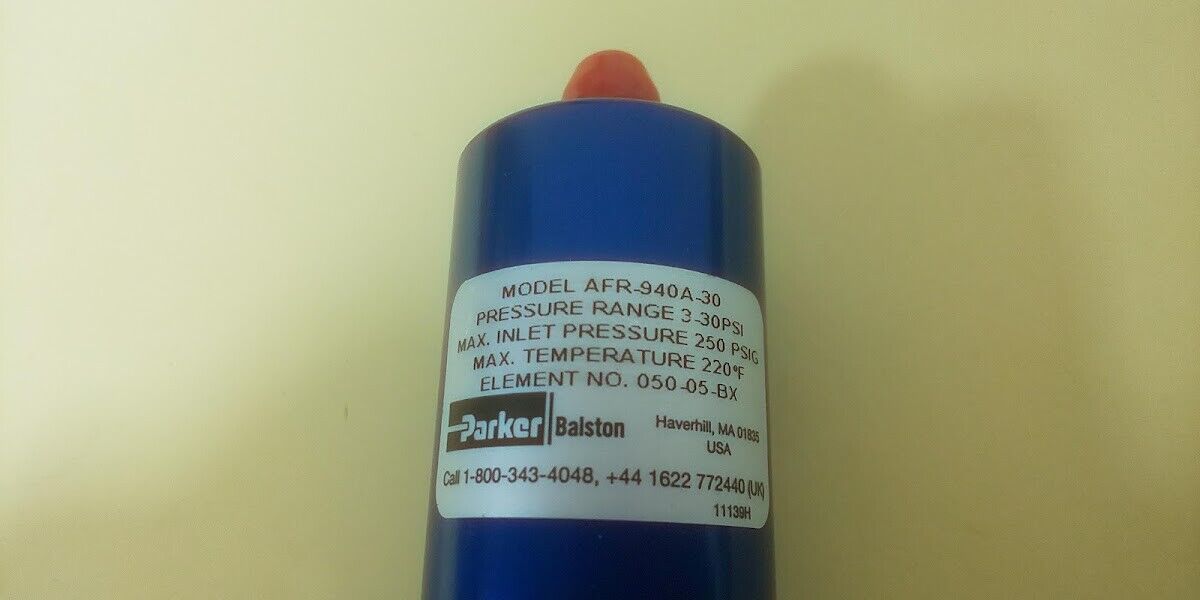 MODEL AFR-940A-30
PRESSURE RANGE 3-30PSI
MAX. INLET PRESSURE 250 PSIG
MAX. TEMPERATURE 220°F
ELEMENT NO. 050-05-BX
Parker Balston
Haverhill, MA 01835
USA
Call 1-800-343-4048, +44 1622 772440 (UK)
11139H